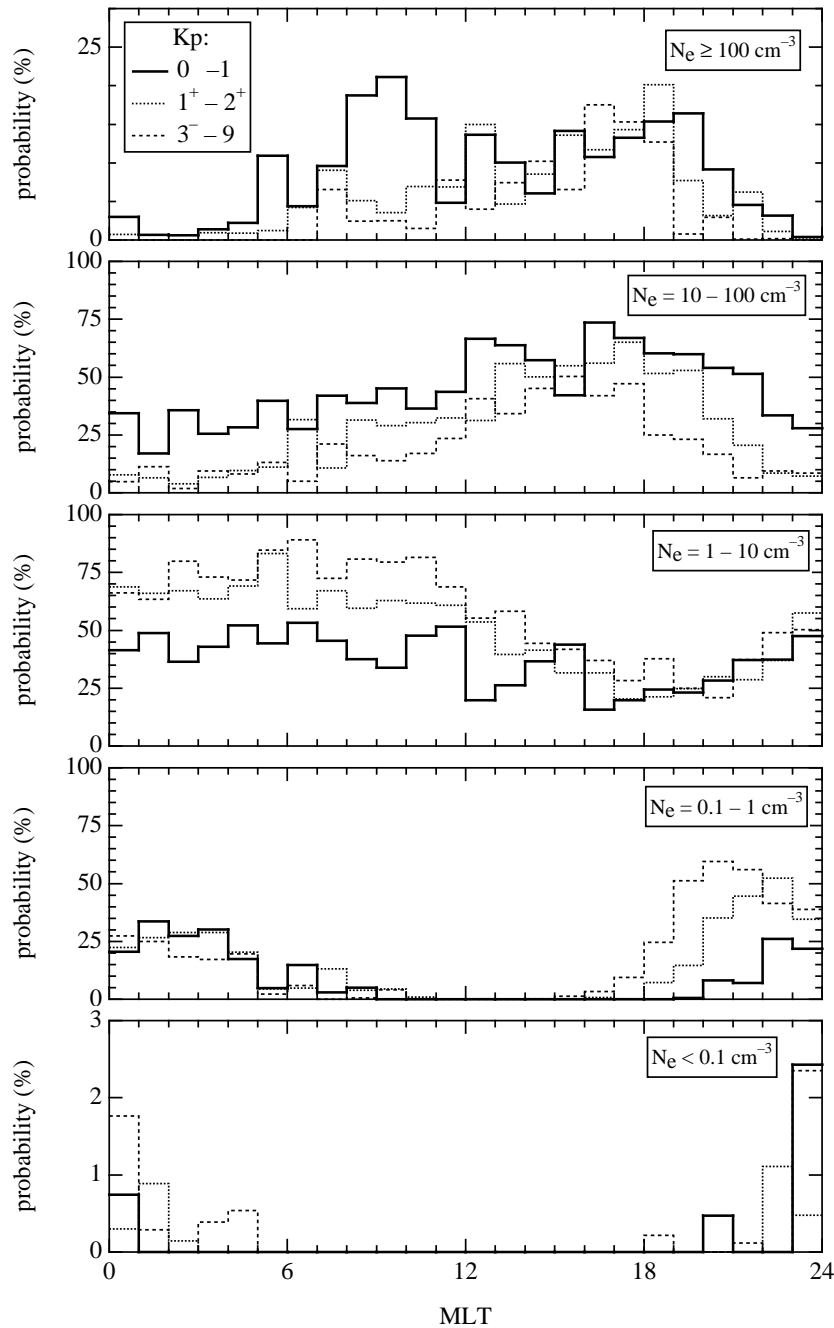 Kp:
0 –1
1⁺ – 2⁺
3⁻ – 9
Nₑ ≥ 100 cm⁻³
25
0
probability (%)
Nₑ = 10 – 100 cm⁻³
100
75
50
25
0
probability (%)
Nₑ = 1 – 10 cm⁻³
100
75
50
25
0
probability (%)
Nₑ = 0.1 – 1 cm⁻³
100
75
50
25
0
probability (%)
Nₑ < 0.1 cm⁻³
3
2
1
0
probability (%)
0 6 12 18 24
MLT